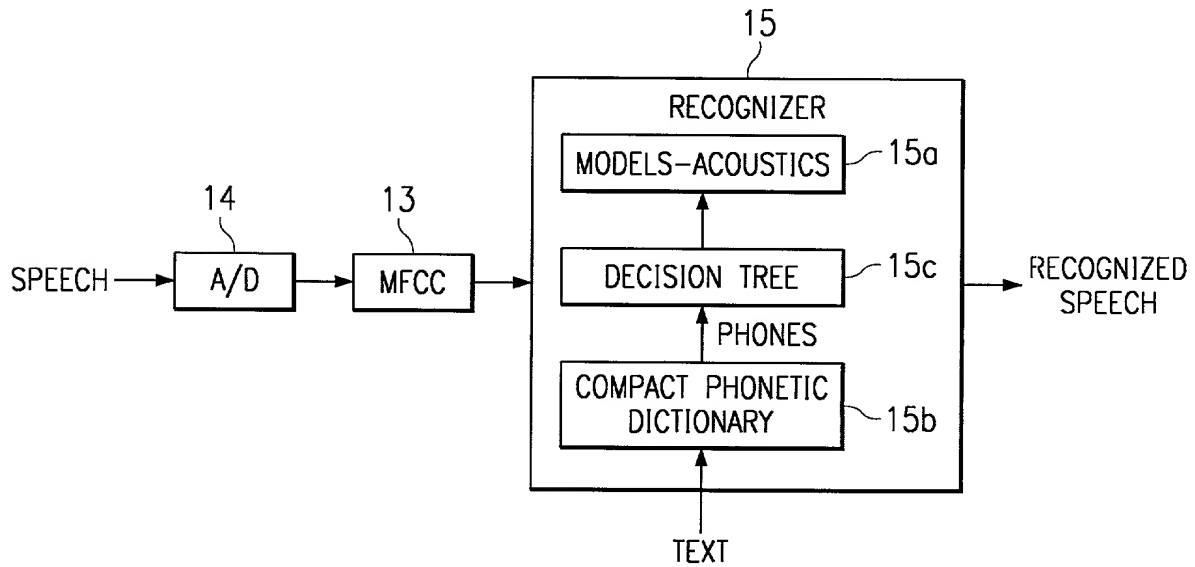 15
RECOGNIZER
MODELS-ACOUSTICS
15a
14
13
SPEECH
A/D
MFCC
DECISION TREE
15c
RECOGNIZED
SPEECH
PHONES
COMPACT PHONETIC
DICTIONARY
15b
TEXT